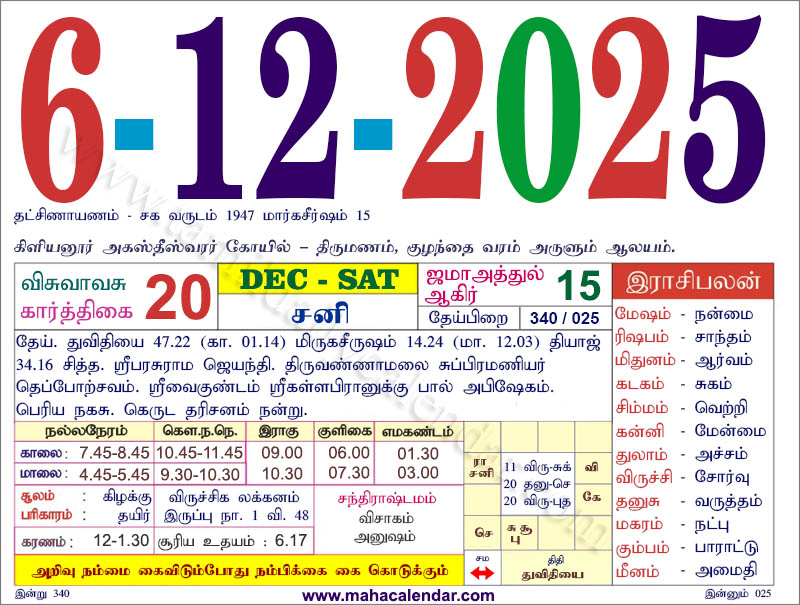 6-12-2025
தட்சிணாயணம் - சக வருடம் 1947 மார்கசீர்ஷம் 15
கிளியனூர் அகஸ்தீஸ்வரர் கோயில் – திருமணம், குழந்தை வரம் அருளும் ஆலயம்.
விசுவாவசு
கார்த்திகை 20
DEC - SAT
சனி
ஜமாஅத்துல் ஆகிர் 15
தேய்பிறை 340 / 025
தேய். துவிதியை 47.22 (கா. 01.14) மிருகசீருஷம் 14.24 (மா. 12.03) தியாஜ்
34.16 சித்த. ஸ்ரீபரசுராம ஜெயந்தி. திருவண்ணாமலை சுப்பிரமணியர்
தெப்போற்சவம். ஸ்ரீவைகுண்டம் ஸ்ரீகள்ளபிரானுக்கு பால் அபிஷேகம்.
பெரிய நகசு. கெருட தரிசனம் நன்று.
நல்லநேரம் கௌ.ந.நெ. இராகு குளிகை எமகண்டம்
காலை: 7.45-8.45 10.45-11.45 09.00 06.00 01.30
மாலை: 4.45-5.45 9.30-10.30 10.30 07.30 03.00
சூலம் : கிழக்கு விருச்சிக லக்கனம்
பரிகாரம் : தயிர் இருப்பு நா. 1 வி. 48
சந்திராஷ்டமம்
விசாகம்
அனுஷம்
கரணம்: 12-1.30 சூரிய உதயம் : 6.17
அறிவு நம்மை கைவிடும்போது நம்பிக்கை கை கொடுக்கும்
ரா
சனி
11 விரு-சுக்
20 தனு-செ
20 விரு-புத
வி
கே
செ
சு சூ
பு
சம
திதி
துவிதியை
இராசிபலன்
மேஷம் - நன்மை
ரிஷபம் - சாந்தம்
மிதுனம் - ஆர்வம்
கடகம் - சுகம்
சிம்மம் - வெற்றி
கன்னி - மேன்மை
துலாம் - அச்சம்
விருச்சி - சோர்வு
தனுசு - வருத்தம்
மகரம் - நட்பு
கும்பம் - பாராட்டு
மீனம் - அமைதி
இன்று 340
www.mahacalendar.com
இன்னும் 025